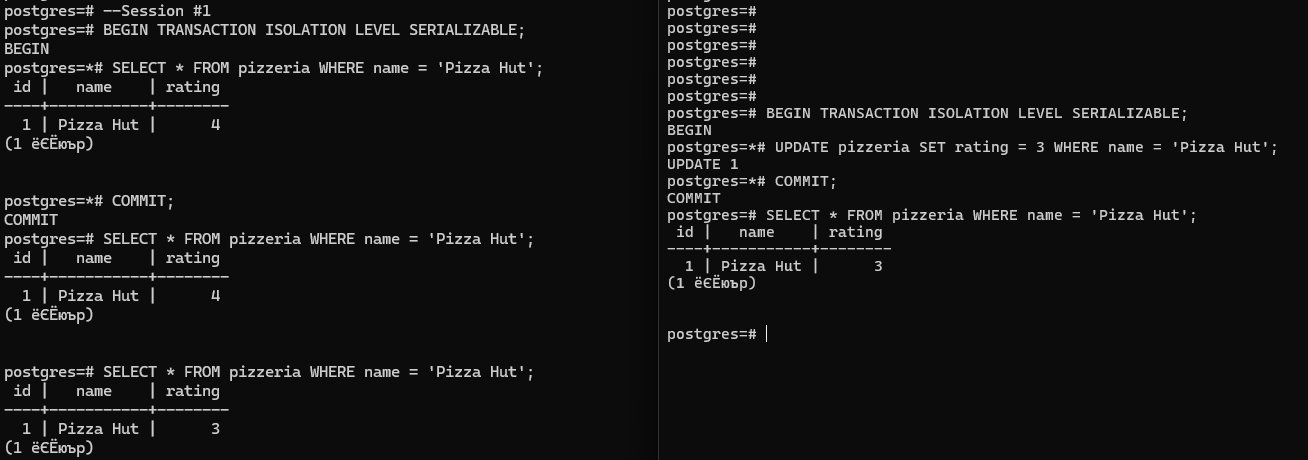 postgres=# --Session #1
postgres=# BEGIN TRANSACTION ISOLATION LEVEL SERIALIZABLE;
BEGIN
postgres=*# SELECT * FROM pizzeria WHERE name = 'Pizza Hut';
 id |   name    | rating
----+-----------+--------
  1 | Pizza Hut |      4
(1 ёЄЁюър)
postgres=*# COMMIT;
COMMIT
postgres=# SELECT * FROM pizzeria WHERE name = 'Pizza Hut';
 id |   name    | rating
----+-----------+--------
  1 | Pizza Hut |      4
(1 ёЄЁюър)
postgres=# SELECT * FROM pizzeria WHERE name = 'Pizza Hut';
 id |   name    | rating
----+-----------+--------
  1 | Pizza Hut |      3
(1 ёЄЁюър)
postgres=#
postgres=#
postgres=#
postgres=#
postgres=#
postgres=#
postgres=# BEGIN TRANSACTION ISOLATION LEVEL SERIALIZABLE;
BEGIN
postgres=*# UPDATE pizzeria SET rating = 3 WHERE name = 'Pizza Hut';
UPDATE 1
postgres=*# COMMIT;
COMMIT
postgres=# SELECT * FROM pizzeria WHERE name = 'Pizza Hut';
 id |   name    | rating
----+-----------+--------
  1 | Pizza Hut |      3
(1 ёЄЁюър)
postgres=#